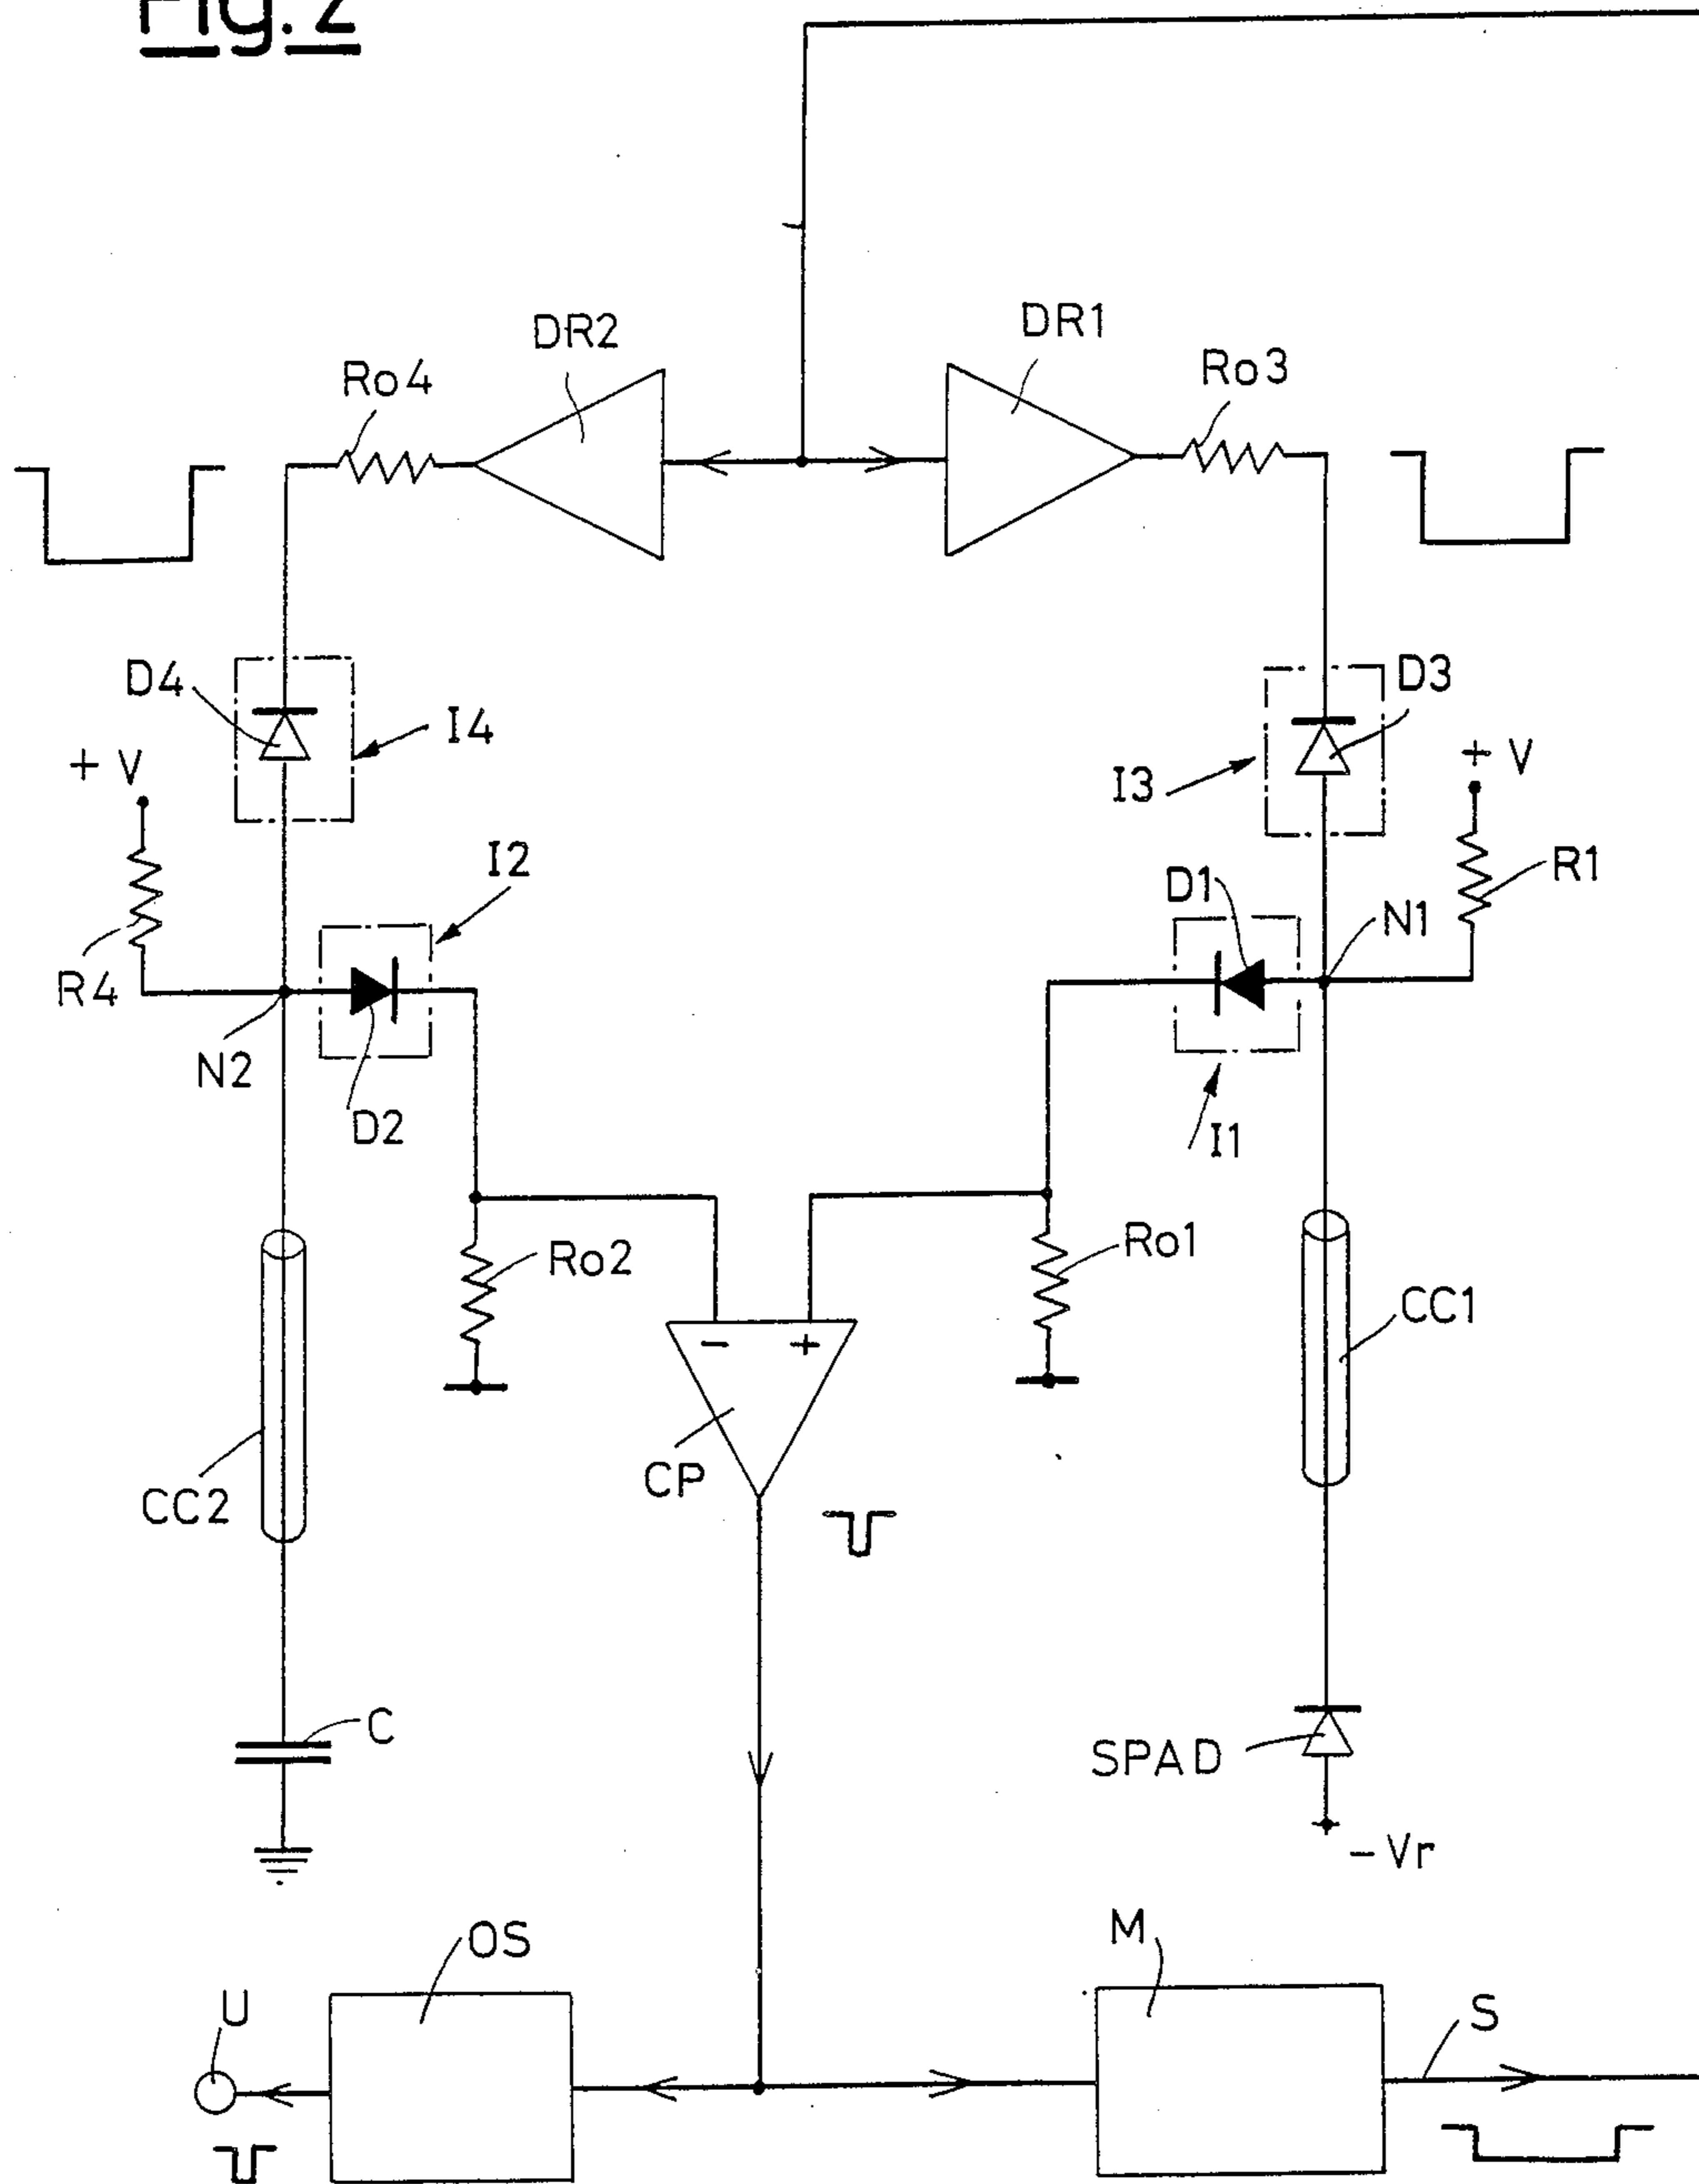 Fig. 2
DR2
DR1
Ro4
Ro3
D4
I4
D3
+ V
I3
+ V
I2
D1
R1
N1
R4
N2
D2
I1
Ro2
Ro1
- +
CC1
CP
CC2
C
SPAD
-Vr
OS
M
U
S